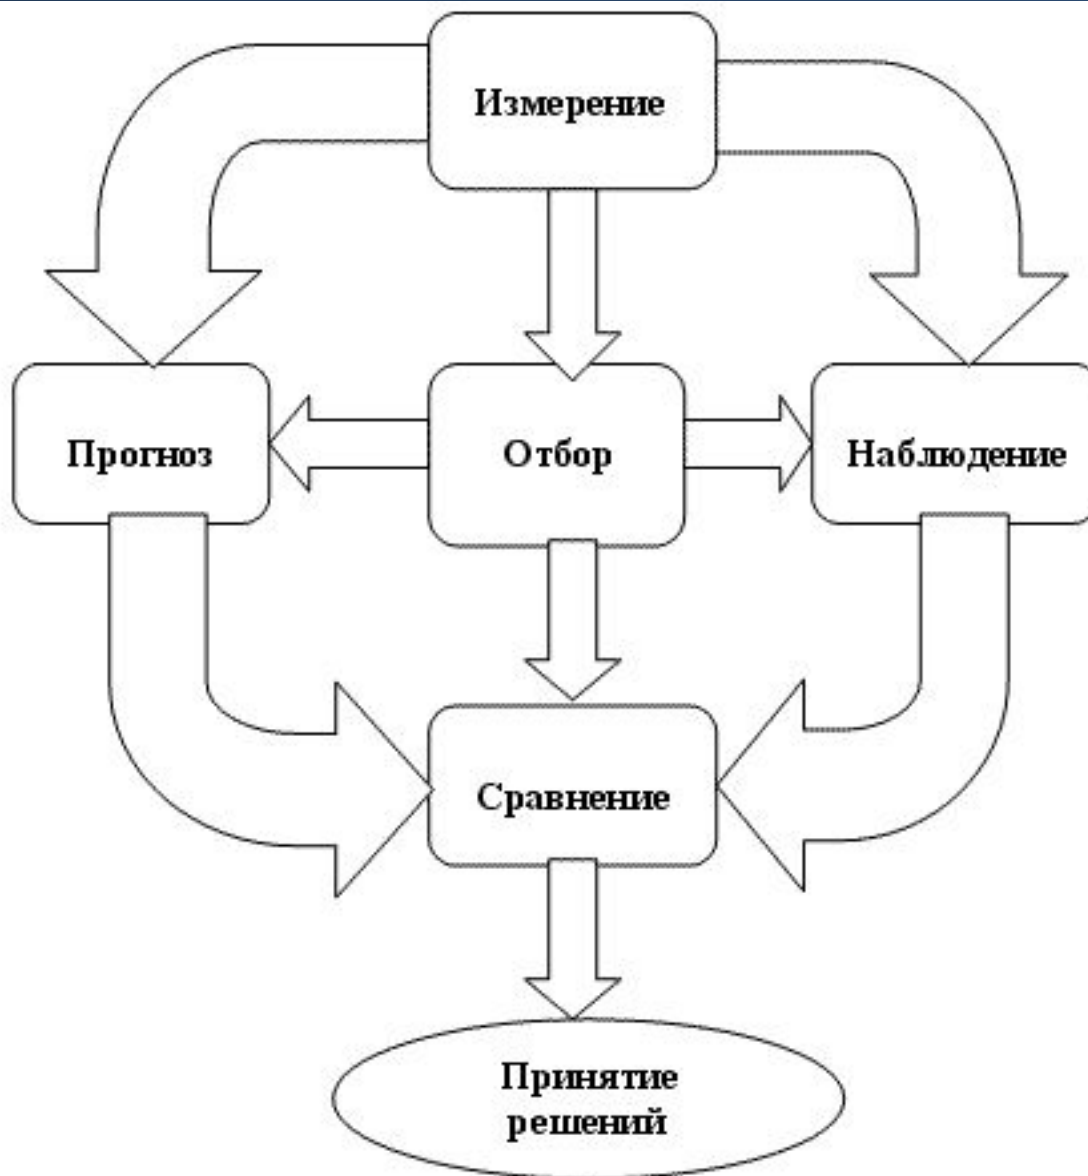 Измерение
Прогноз
Отбор
Наблюдение
Сравнение
Принятие
решений